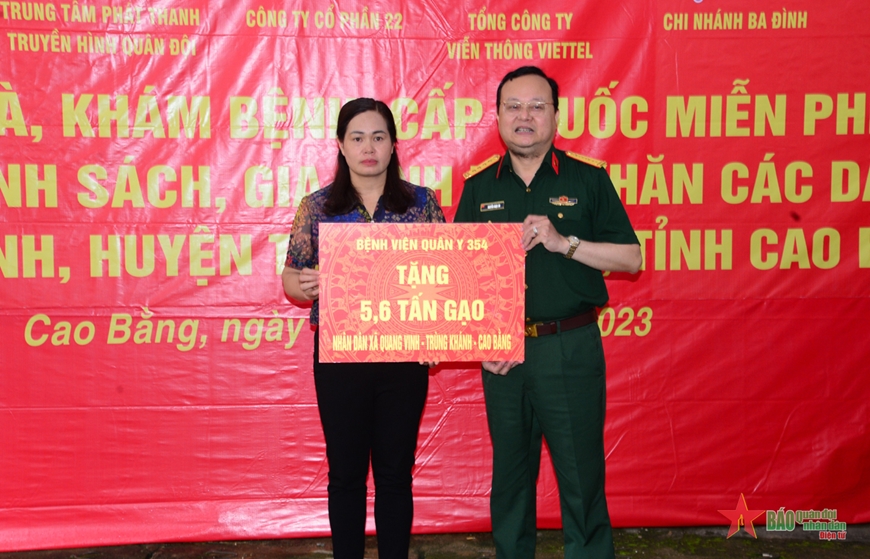 TRUNG TÂM PHÁT THANH
TRUYỀN HÌNH QUÂN ĐỘI
CÔNG TY CỔ PHẦN 22
TỔNG CÔNG TY
VIỄN THÔNG VIETTEL
CHI NHÁNH BA ĐÌNH
À, KHÁM BỆNH, CẤP UỐC MIỄN PH
NH SÁCH, GIA HĂN CÁC DÂ
NH, HUYỆN T TỈNH CAO
Cao Bằng, ngày 023
BỆNH VIỆN QUÂN Y 354
TẶNG
5,6 TẤN GẠO
NHÂN DÂN XÃ QUANG VINH - TRÙNG KHÁNH - CAO BẰNG
BÁO quân đội nhân dân
Điện tử